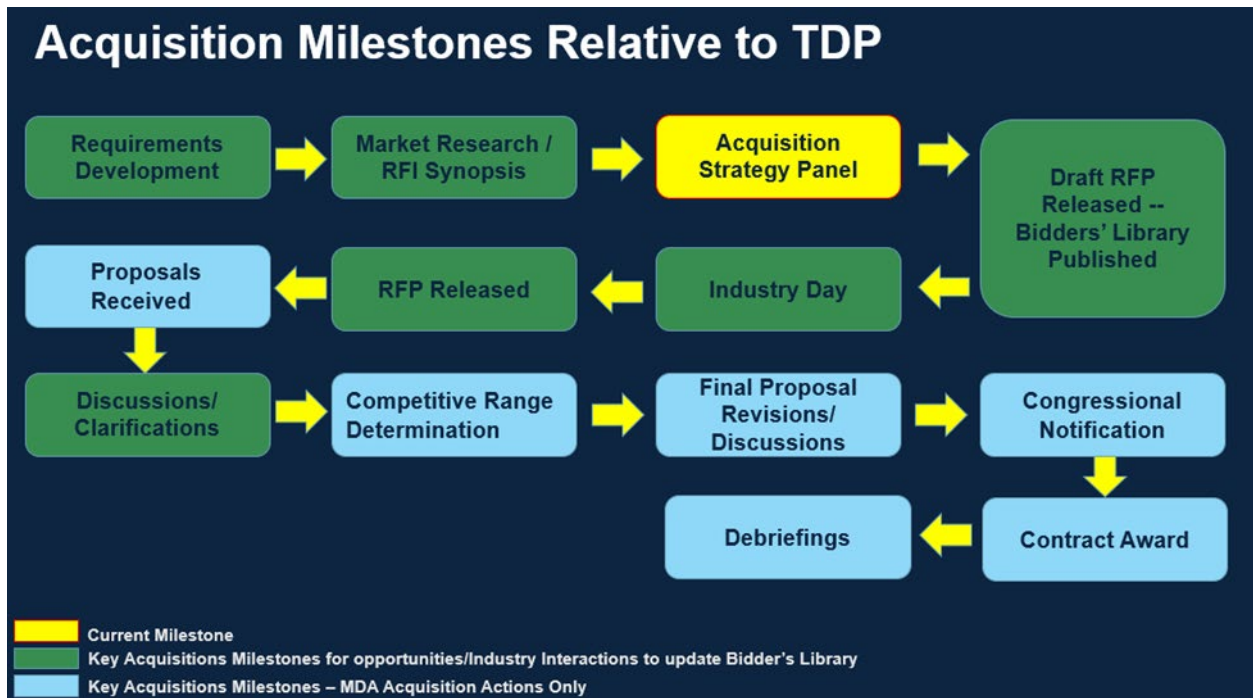 Acquisition Milestones Relative to TDP
Requirements
Development
Market Research /
RFI Synopsis
Acquisition
Strategy Panel
Draft RFP
Released --
Bidders' Library
Published
Industry Day
RFP Released
Proposals
Received
Discussions/
Clarifications
Competitive Range
Determination
Final Proposal
Revisions/
Discussions
Congressional
Notification
Contract Award
Debriefings
Current Milestone
Key Acquisitions Milestones for opportunities/Industry Interactions to update Bidder's Library
Key Acquisitions Milestones – MDA Acquisition Actions Only